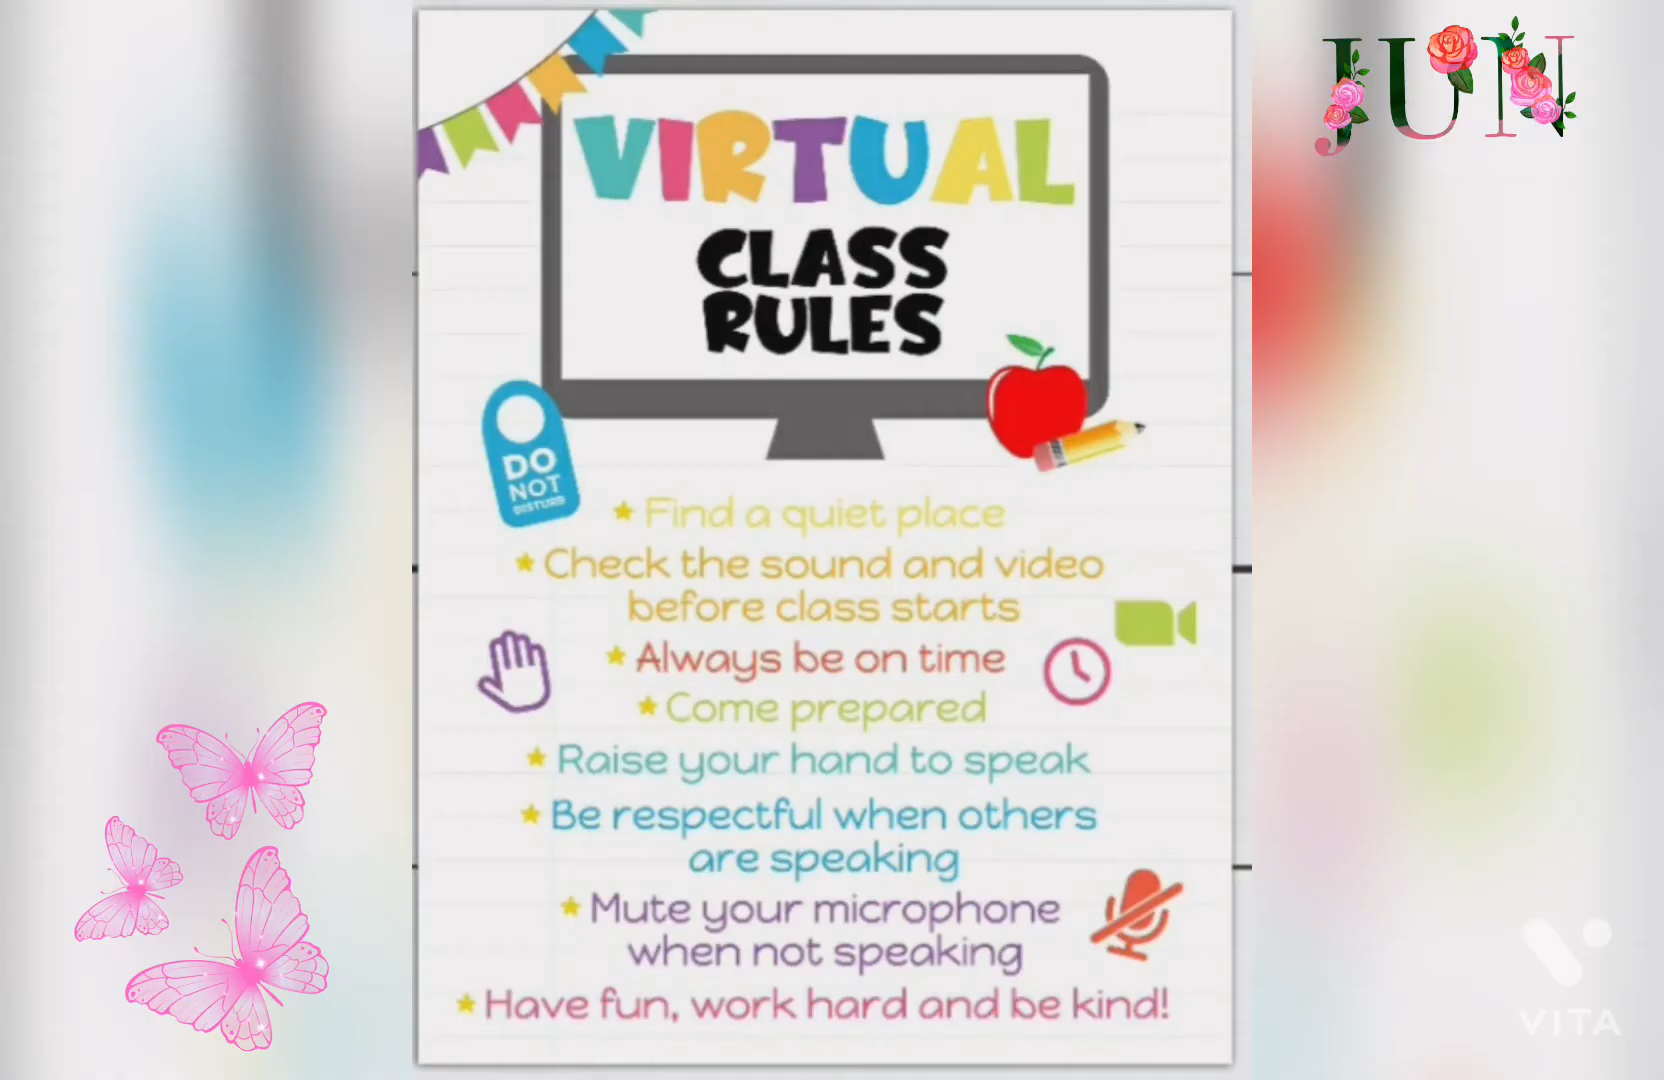 JUN
VIRTUAL
CLASS
RULES
DO
NOT
DISTURB
Find a quiet place
Check the sound and video
before class starts
Always be on time
Come prepared
Raise your hand to speak
Be respectful when others
are speaking
Mute your microphone
when not speaking
Have fun, work hard and be kind!
VITA